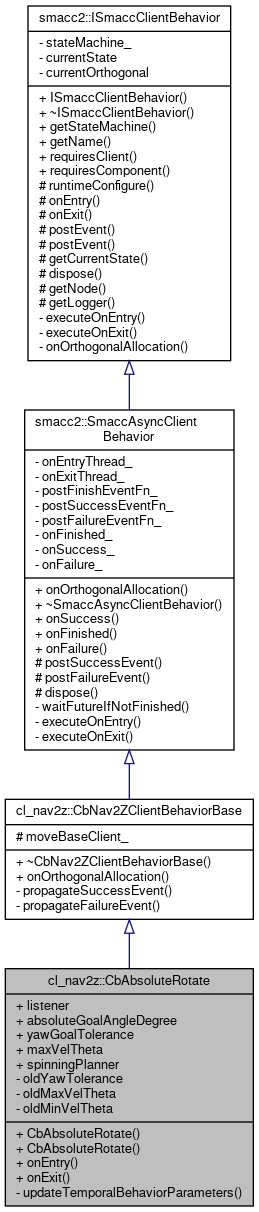 smacc2::ISmaccClientBehavior
- stateMachine_
- currentState
- currentOrthogonal
+ ISmaccClientBehavior()
+ ~ISmaccClientBehavior()
+ getStateMachine()
+ getName()
+ requiresClient()
+ requiresComponent()
# runtimeConfigure()
# onEntry()
# onExit()
# postEvent()
# postEvent()
# getCurrentState()
# dispose()
# getNode()
# getLogger()
- executeOnEntry()
- executeOnExit()
- onOrthogonalAllocation()
smacc2::SmaccAsyncClient
Behavior
- onEntryThread_
- onExitThread_
- postFinishEventFn_
- postSuccessEventFn_
- postFailureEventFn_
- onFinished_
- onSuccess_
- onFailure_
+ onOrthogonalAllocation()
+ ~SmaccAsyncClientBehavior()
+ onSuccess()
+ onFinished()
+ onFailure()
# postSuccessEvent()
# postFailureEvent()
# dispose()
- waitFutureIfNotFinished()
- executeOnEntry()
- executeOnExit()
cl_nav2z::CbNav2ZClientBehaviorBase
# moveBaseClient_
+ ~CbNav2ZClientBehaviorBase()
+ onOrthogonalAllocation()
- propagateSuccessEvent()
- propagateFailureEvent()
cl_nav2z::CbAbsoluteRotate
+ listener
+ absoluteGoalAngleDegree
+ yawGoalTolerance
+ maxVelTheta
+ spinningPlanner
- oldYawTolerance
- oldMaxVelTheta
- oldMinVelTheta
+ CbAbsoluteRotate()
+ CbAbsoluteRotate()
+ onEntry()
+ onExit()
- updateTemporalBehaviorParameters()